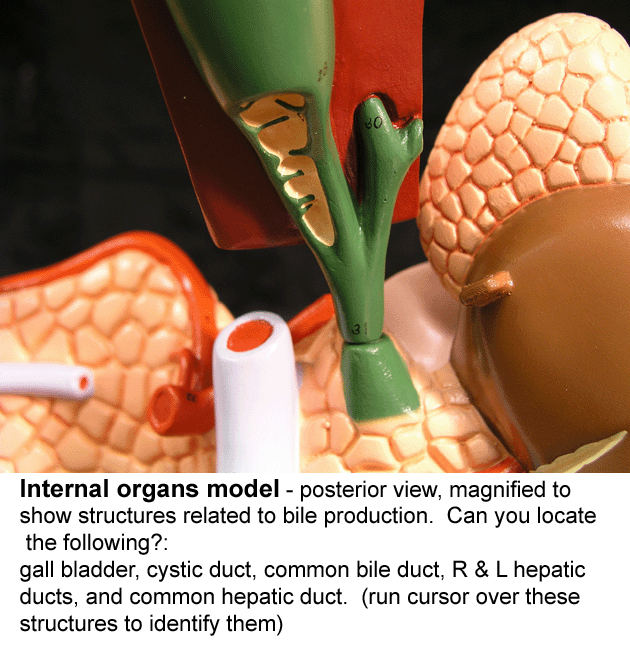 30
31
Internal organs model - posterior view, magnified to
show structures related to bile production.  Can you locate
the following?:
gall bladder, cystic duct, common bile duct, R & L hepatic
ducts, and common hepatic duct.  (run cursor over these
structures to identify them)